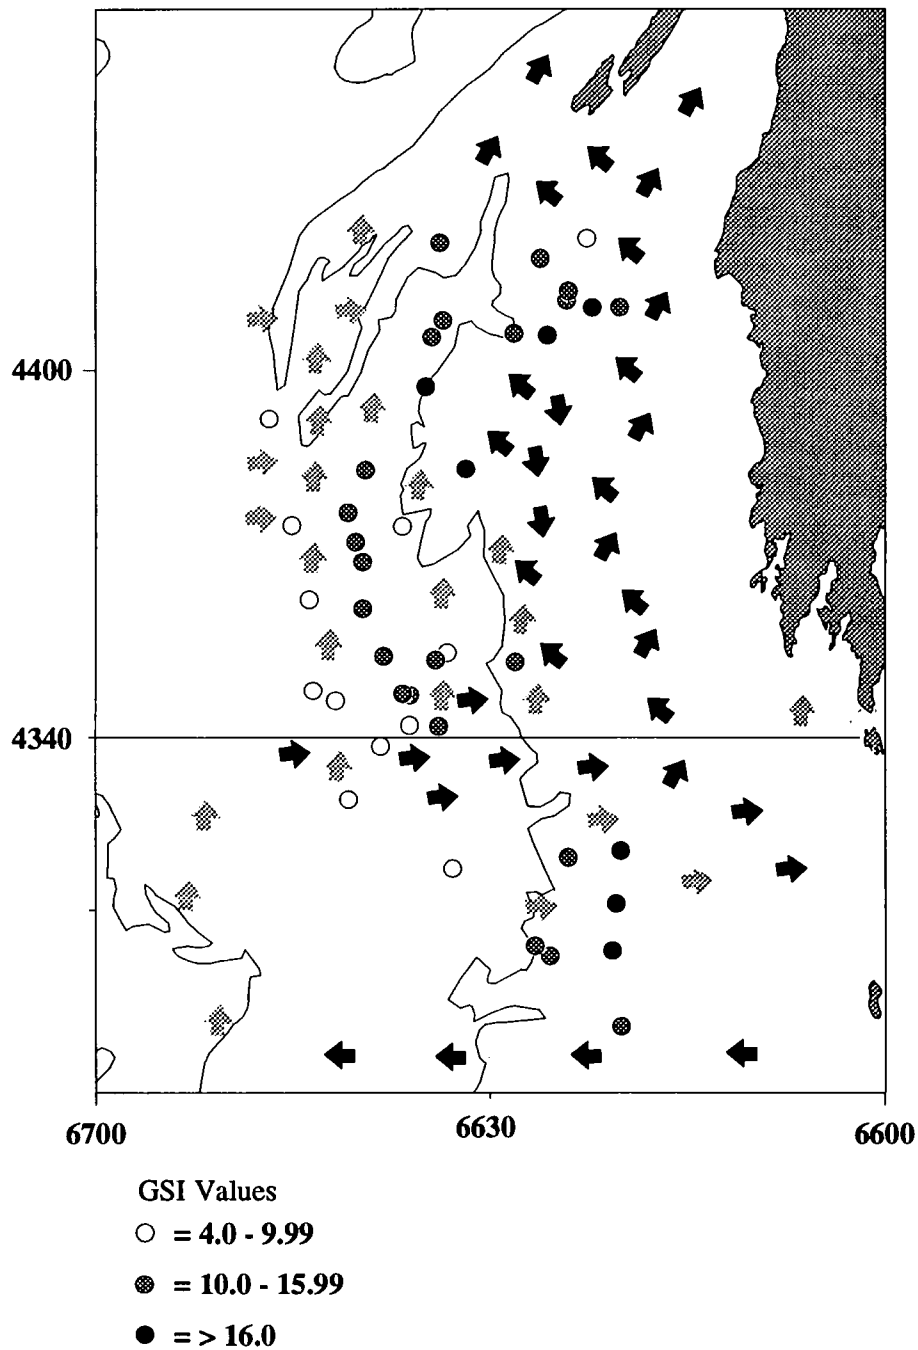 4400
4340
6700
6630
6600
GSI Values
= 4.0 - 9.99
= 10.0 - 15.99
= > 16.0